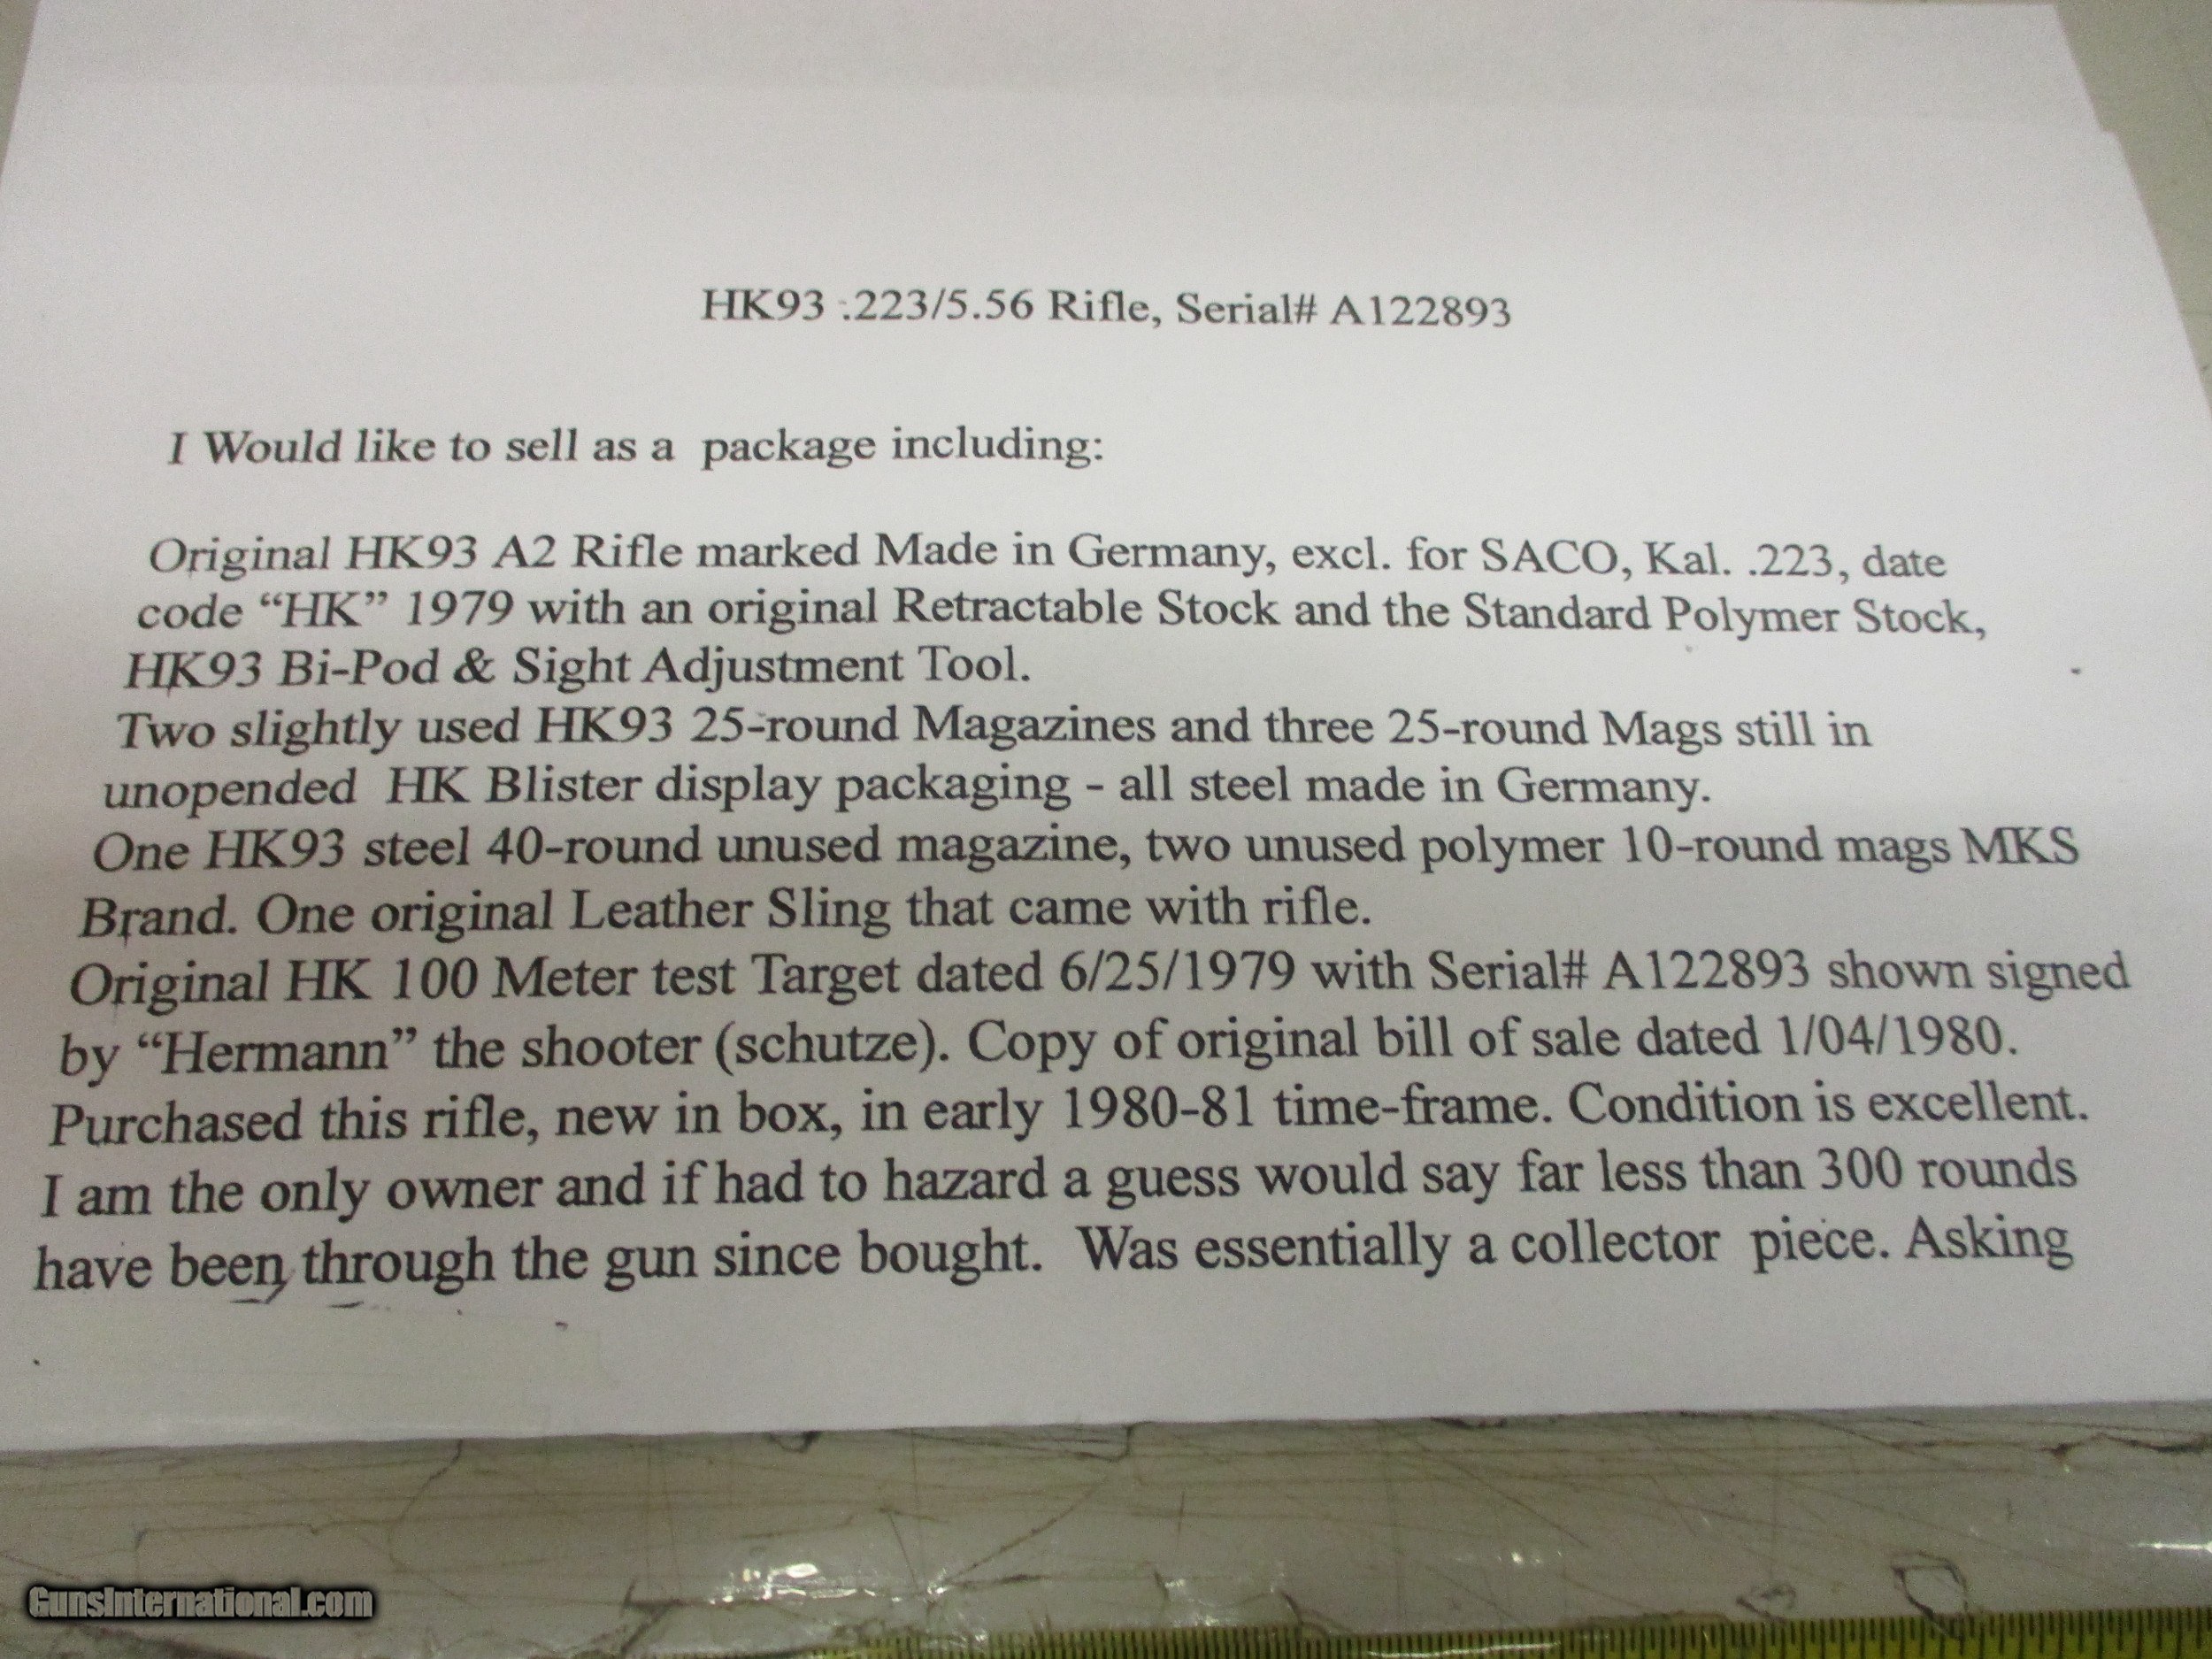 HK93 .223/5.56 Rifle, Serial# A122893
I Would like to sell as a package including:
Original HK93 A2 Rifle marked Made in Germany, excl. for SACO, Kal. .223, date
code “HK” 1979 with an original Retractable Stock and the Standard Polymer Stock,
HK93 Bi-Pod & Sight Adjustment Tool.
Two slightly used HK93 25-round Magazines and three 25-round Mags still in
unopended HK Blister display packaging - all steel made in Germany.
One HK93 steel 40-round unused magazine, two unused polymer 10-round mags MKS
Brand. One original Leather Sling that came with rifle.
Original HK 100 Meter test Target dated 6/25/1979 with Serial# A122893 shown signed
by “Hermann” the shooter (schutze). Copy of original bill of sale dated 1/04/1980.
Purchased this rifle, new in box, in early 1980-81 time-frame. Condition is excellent.
I am the only owner and if had to hazard a guess would say far less than 300 rounds
have been through the gun since bought. Was essentially a collector piece. Asking
GunsInternational.com